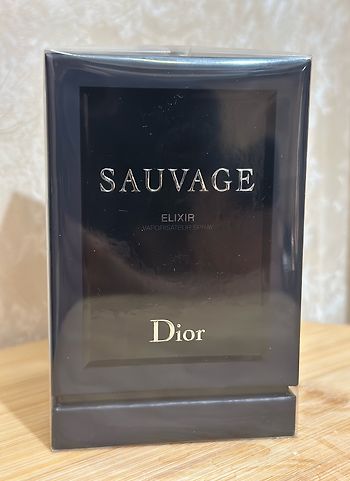 SAUVAGE
ELIXIR
VAPORISATEUR SPRAY
Dior